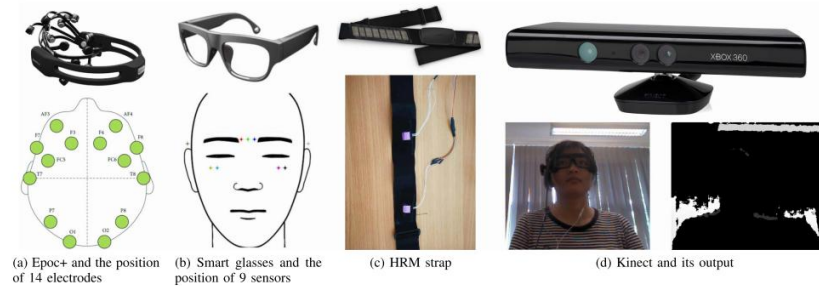 XBOX 360
AF3
AF4
F7
F3
F4
F8
FC5
FC6
T7
T8
P7
P8
O1
O2
(a) Epoc+ and the position
of 14 electrodes
(b) Smart glasses and the
position of 9 sensors
(c) HRM strap
(d) Kinect and its output